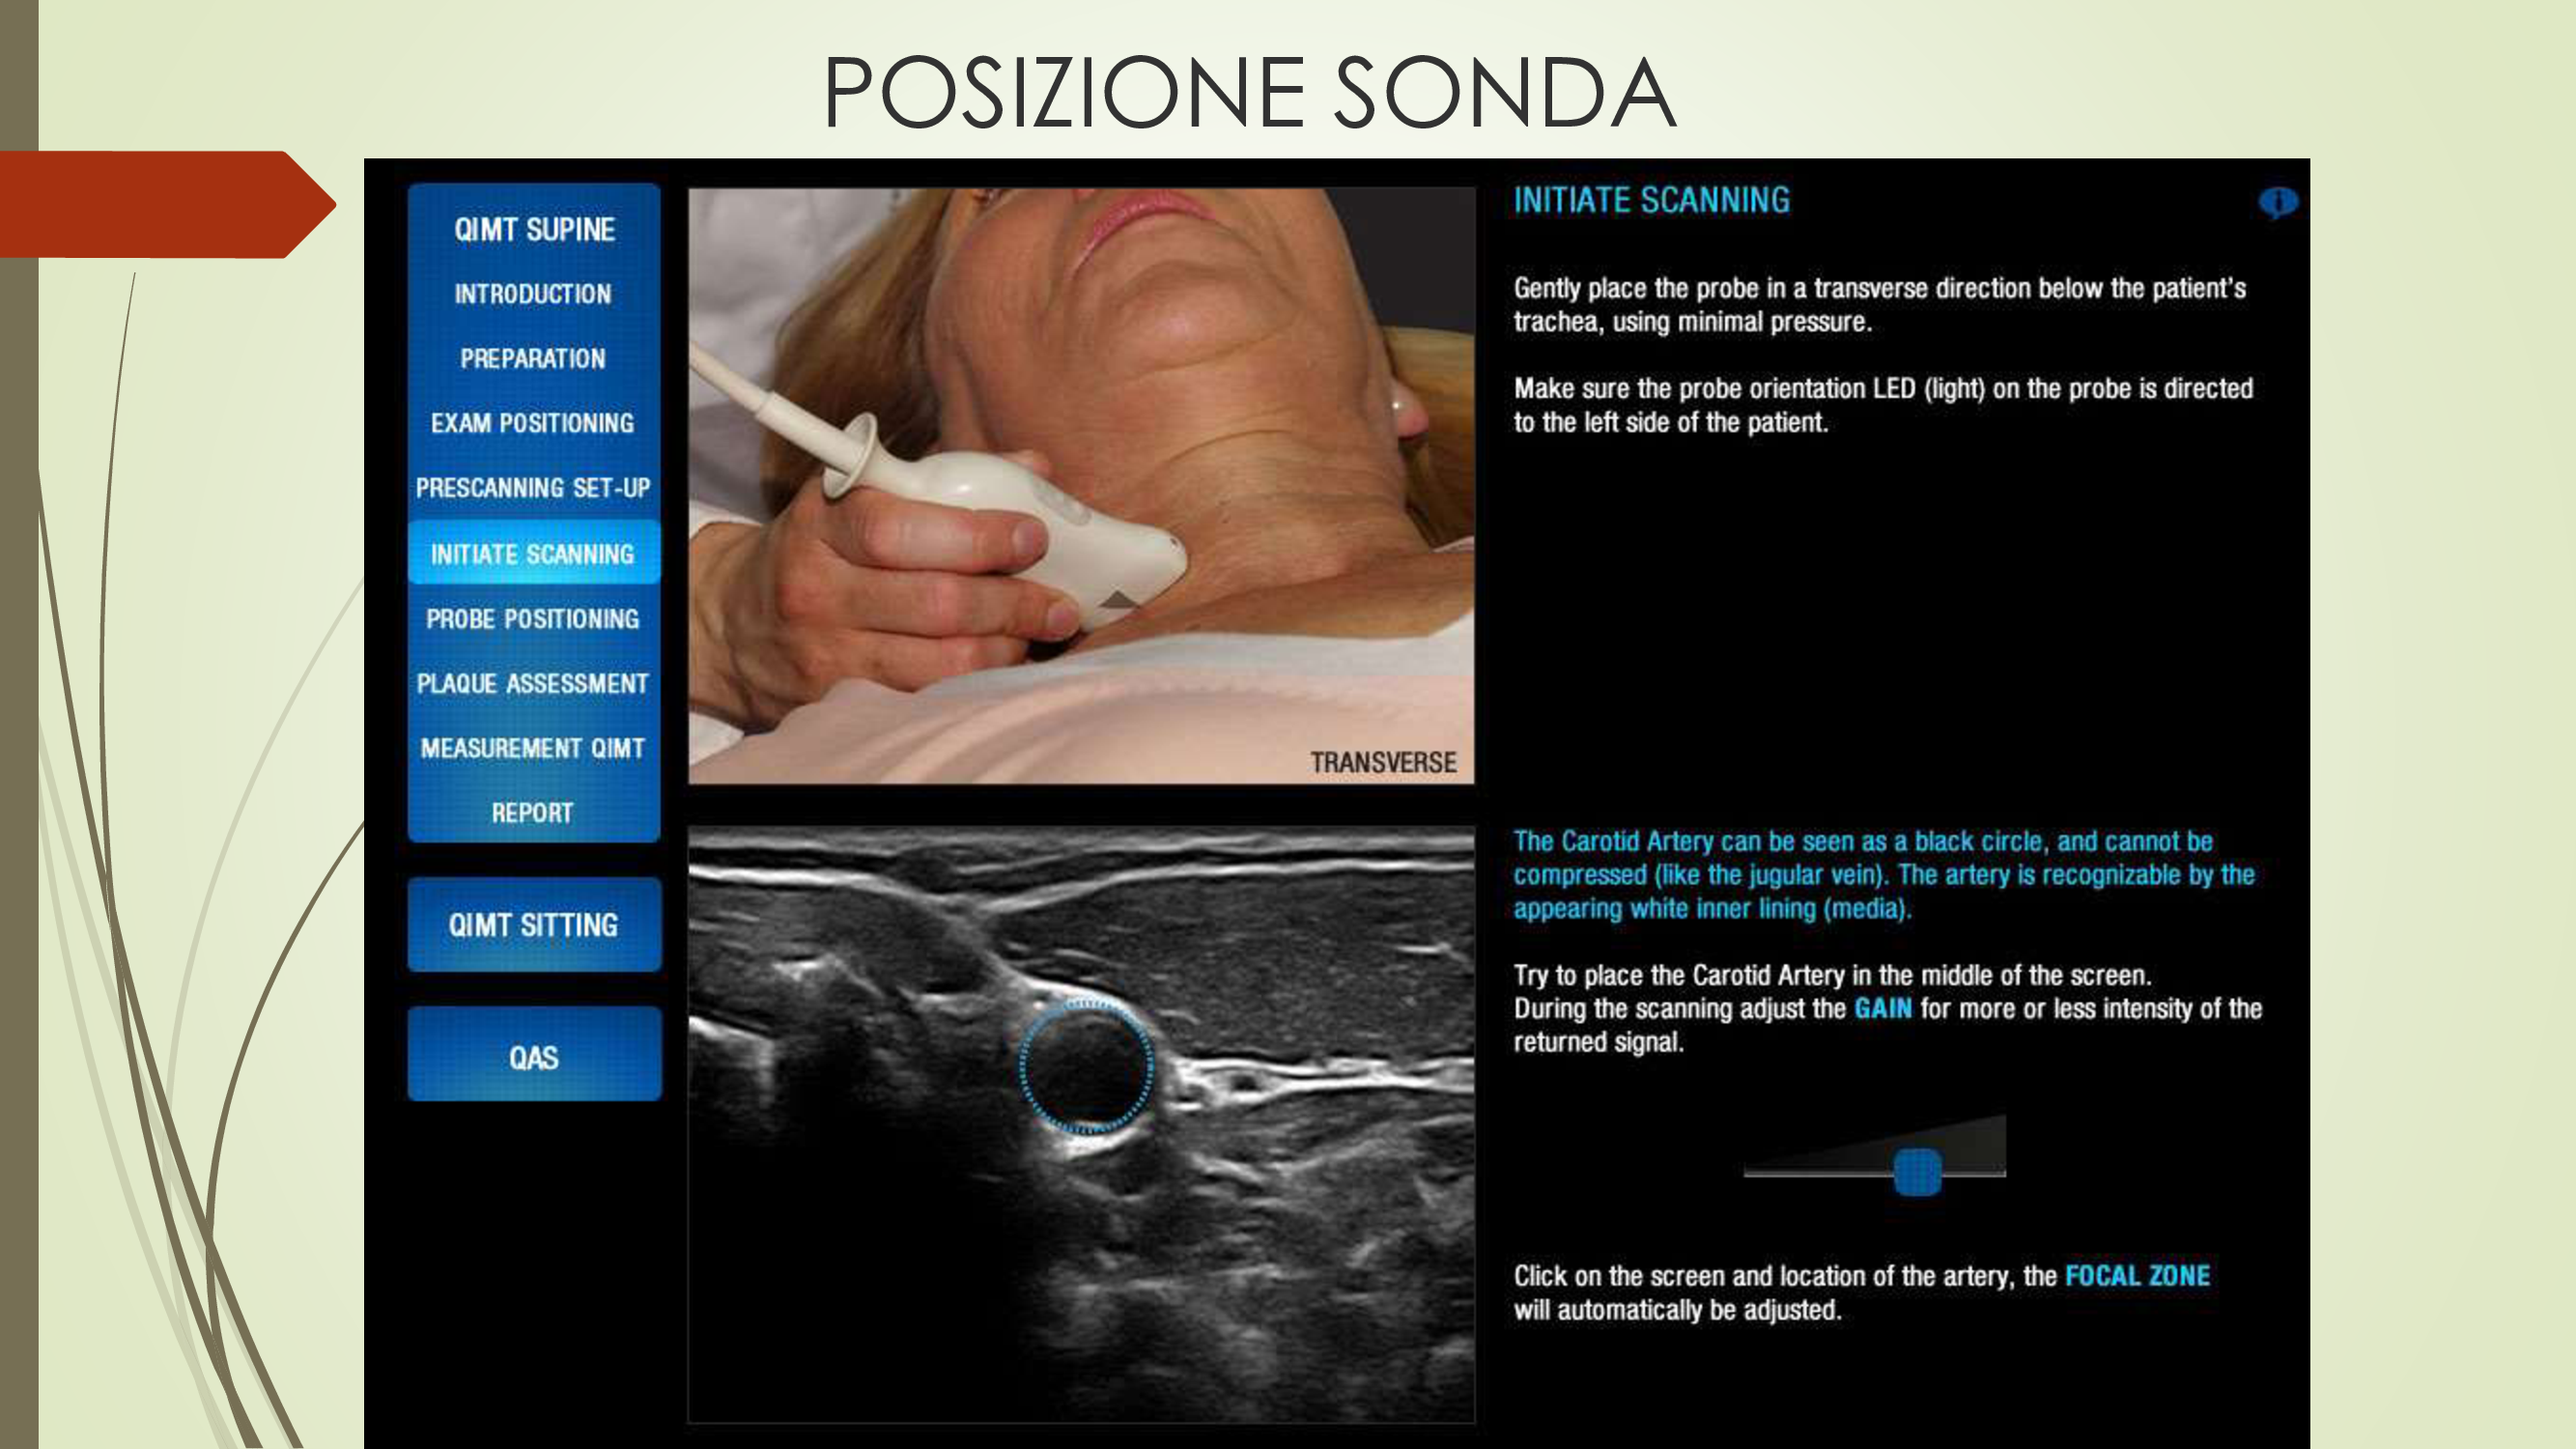 POSIZIONE SONDA
QIMT SUPINE
INTRODUCTION
PREPARATION
EXAM POSITIONING
PRESCANNING SET-UP
INITIATE SCANNING
PROBE POSITIONING
PLAQUE ASSESSMENT
MEASUREMENT QIMT
REPORT
QIMT SITTING
QAS
TRANSVERSE
INITIATE SCANNING
i
Gently place the probe in a transverse direction below the patient's
trachea, using minimal pressure.
Make sure the probe orientation LED (light) on the probe is directed
to the left side of the patient.
The Carotid Artery can be seen as a black circle, and cannot be
compressed (like the jugular vein). The artery is recognizable by the
appearing white inner lining (media).
Try to place the Carotid Artery in the middle of the screen.
During the scanning adjust the GAIN for more or less intensity of the
returned signal.
Click on the screen and location of the artery, the FOCAL ZONE
will automatically be adjusted.